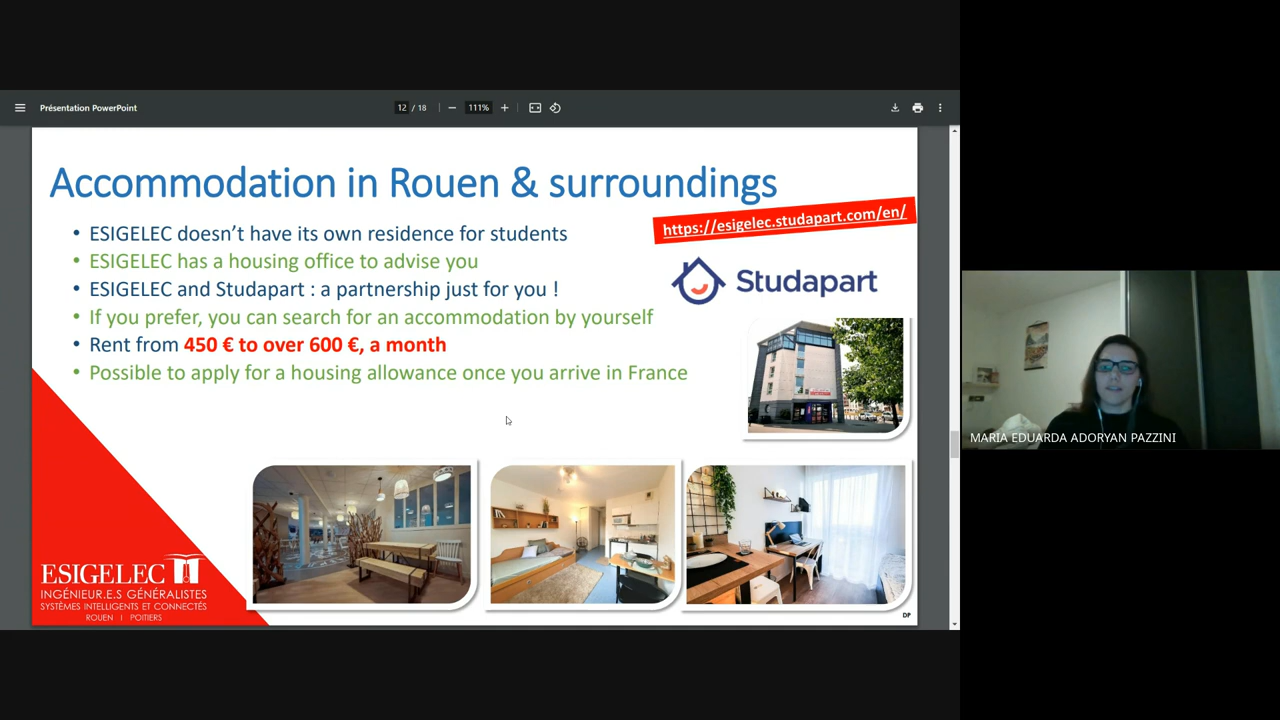 Présentation PowerPoint
12 / 18
111%
Accommodation in Rouen & surroundings
https://esigelec.studapart.com/en/
• ESIGELEC doesn’t have its own residence for students
• ESIGELEC has a housing office to advise you
• ESIGELEC and Studapart : a partnership just for you !
• If you prefer, you can search for an accommodation by yourself
• Rent from 450 € to over 600 €, a month
• Possible to apply for a housing allowance once you arrive in France
Studapart
MARIA EDUARDA ADORYAN PAZZINI
ESIGELEC
INGÉNIEUR.E.S GÉNÉRALISTES
SYSTÈMES INTELLIGENTS ET CONNECTÉS
ROUEN | POITIERS
DP